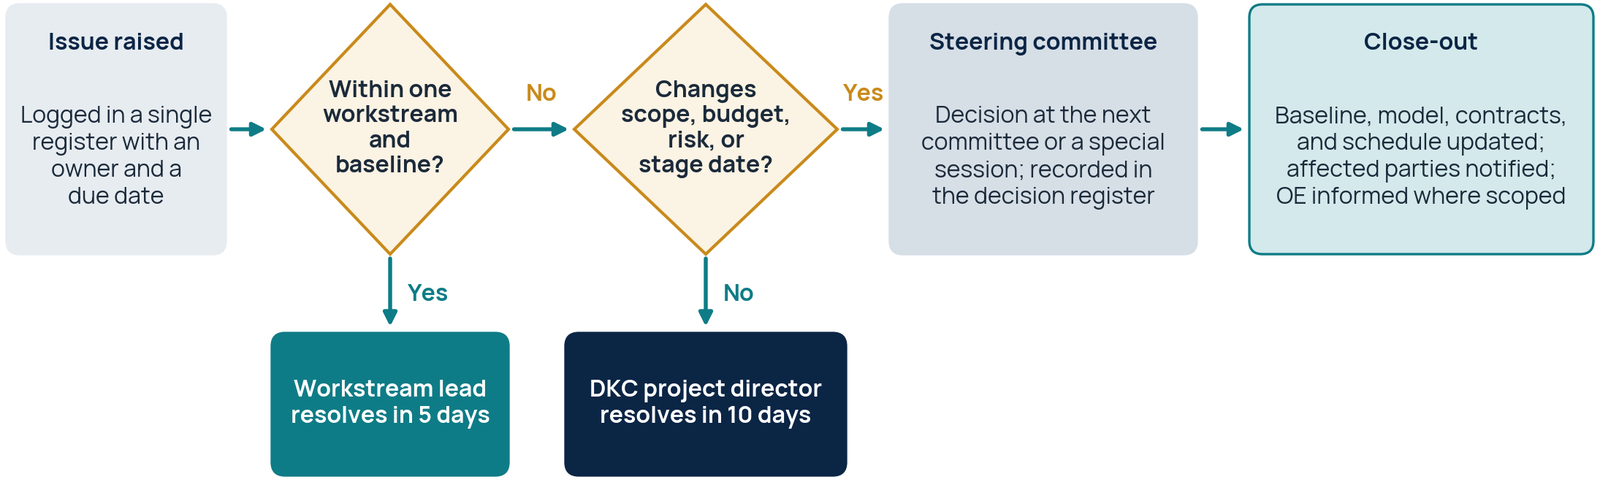 Issue raised
Logged in a single
register with an
owner and a
due date
Within one
workstream
and
baseline?
No
Changes
scope, budget,
risk, or
stage date?
Yes
Steering committee
Decision at the next
committee or a special
session; recorded in
the decision register
Close-out
Baseline, model, contracts,
and schedule updated;
affected parties notified;
OE informed where scoped
Yes
No
Workstream lead
resolves in 5 days
DKC project director
resolves in 10 days